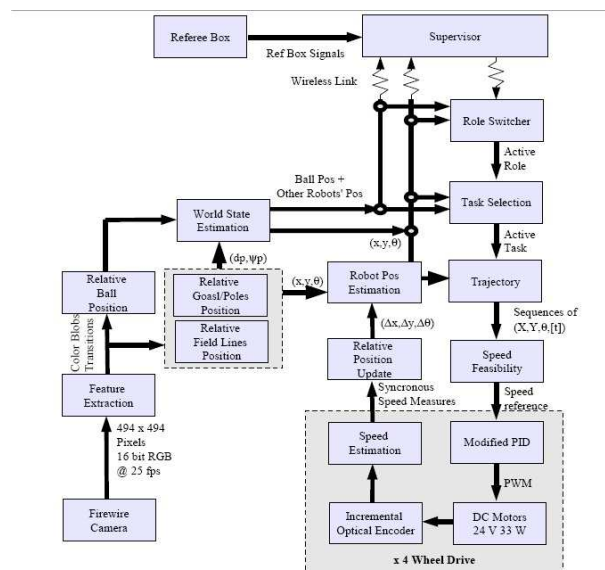 Referee Box
Supervisor
Ref Box Signals
Wireless Link
Role Switcher
Active
Role
Ball Pos +
Other Robots' Pos
Task Selection
World State
Estimation
(x,y,θ)
Active
Task
(dp,ψp)
(x,y,θ)
Relative
Ball
Position
Relative
Goasl/Poles
Position
Relative
Field Lines
Position
Robot Pos
Estimation
Trajectory
Sequences of
(X,Y,θ,[t])
(Δx,Δy,Δθ)
Color Blobs
Transitions
Relative
Position
Update
Speed
Feasibility
Feature
Extraction
Syncronous
Speed Measures
Speed
reference
494 x 494
Pixels
16 bit RGB
@ 25 fps
Speed
Estimation
Modified PID
PWM
Firewire
Camera
Incremental
Optical Encoder
DC Motors
24 V 33 W
x 4 Wheel Drive